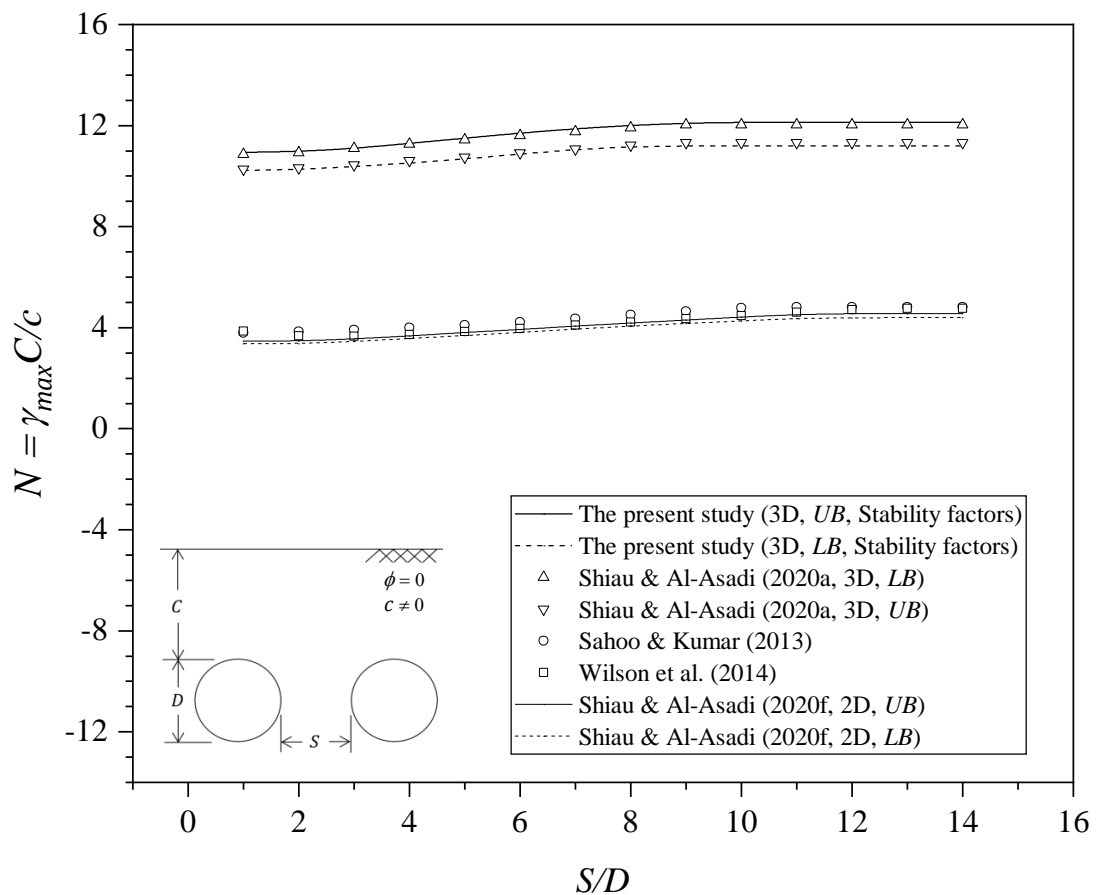 16
12
8
4
0
-4
-8
-12
N = γmaxC/c
The present study (3D, UB, Stability factors)
The present study (3D, LB, Stability factors)
Shiau & Al-Asadi (2020a, 3D, LB)
Shiau & Al-Asadi (2020a, 3D, UB)
Sahoo & Kumar (2013)
Wilson et al. (2014)
Shiau & Al-Asadi (2020f, 2D, UB)
Shiau & Al-Asadi (2020f, 2D, LB)
ϕ = 0
c ≠ 0
C
D
S
0 2 4 6 8 10 12 14 16
S/D